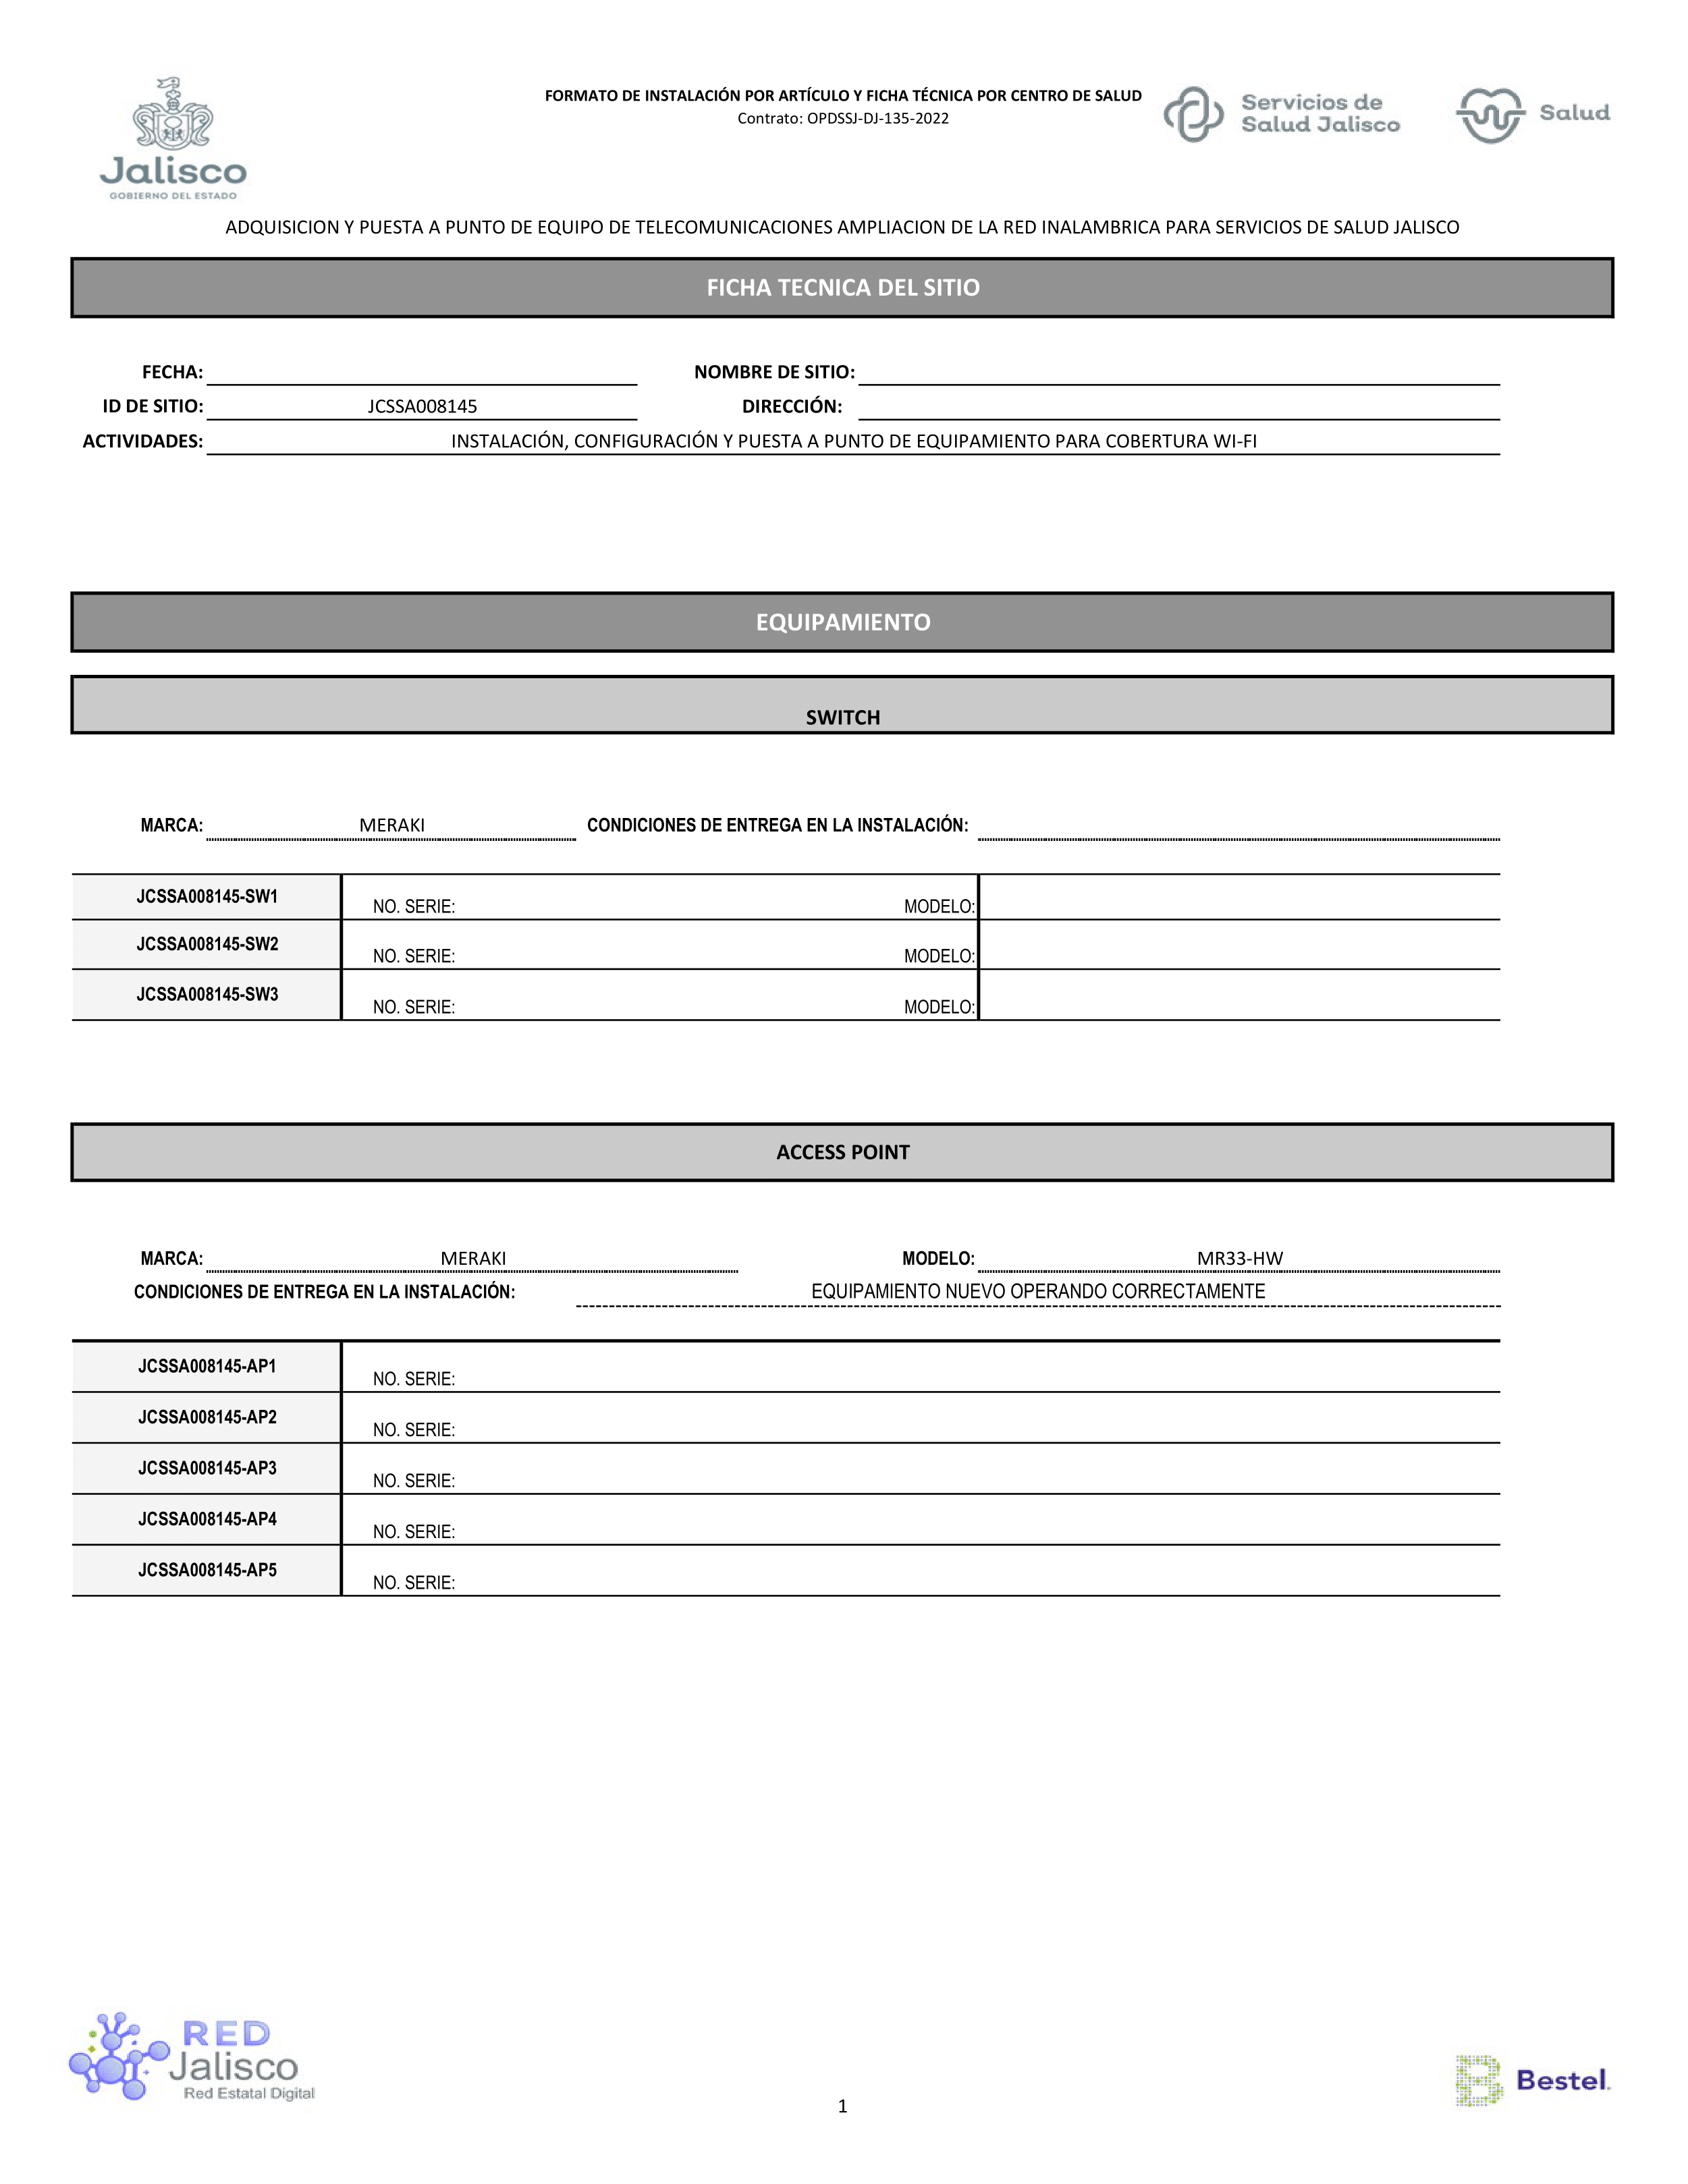 Jalisco
GOBIERNO DEL ESTADO
FORMATO DE INSTALACIÓN POR ARTÍCULO Y FICHA TÉCNICA POR CENTRO DE SALUD
Contrato: OPDSSJ-DJ-135-2022
Servicios de
Salud Jalisco
Salud
ADQUISICION Y PUESTA A PUNTO DE EQUIPO DE TELECOMUNICACIONES AMPLIACION DE LA RED INALAMBRICA PARA SERVICIOS DE SALUD JALISCO
FICHA TECNICA DEL SITIO
FECHA: NOMBRE DE SITIO:
ID DE SITIO: JCSSA008145 DIRECCIÓN:
ACTIVIDADES: INSTALACIÓN, CONFIGURACIÓN Y PUESTA A PUNTO DE EQUIPAMIENTO PARA COBERTURA WI-FI
EQUIPAMIENTO
SWITCH
MARCA: MERAKI CONDICIONES DE ENTREGA EN LA INSTALACIÓN:
JCSSA008145-SW1 NO. SERIE: MODELO:
JCSSA008145-SW2 NO. SERIE: MODELO:
JCSSA008145-SW3 NO. SERIE: MODELO:
ACCESS POINT
MARCA: MERAKI MODELO: MR33-HW
CONDICIONES DE ENTREGA EN LA INSTALACIÓN: EQUIPAMIENTO NUEVO OPERANDO CORRECTAMENTE
JCSSA008145-AP1 NO. SERIE:
JCSSA008145-AP2 NO. SERIE:
JCSSA008145-AP3 NO. SERIE:
JCSSA008145-AP4 NO. SERIE:
JCSSA008145-AP5 NO. SERIE:
RED
Jalisco
Red Estatal Digital
1
Bestel.